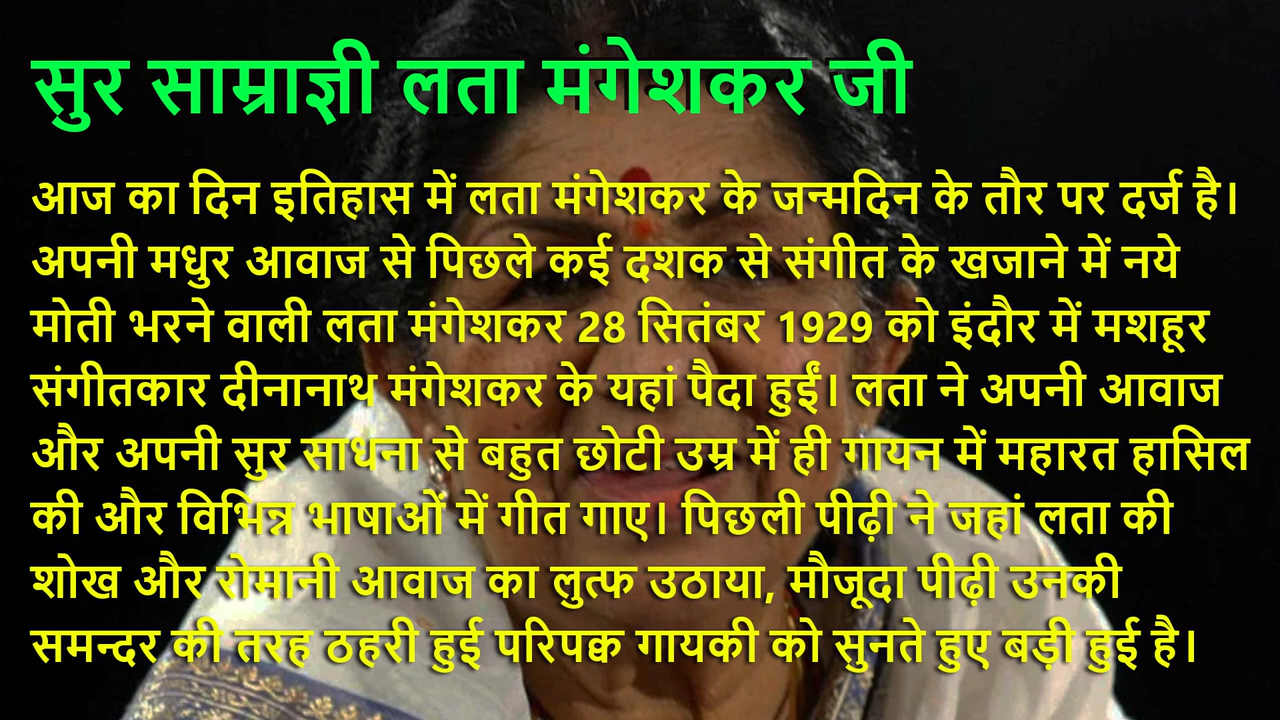 सुर साम्राज्ञी लता मंगेशकर जी
आज का दिन इतिहास में लता मंगेशकर के जन्मदिन के तौर पर दर्ज है।
अपनी मधुर आवाज से पिछले कई दशक से संगीत के खजाने में नये
मोती भरने वाली लता मंगेशकर 28 सितंबर 1929 को इंदौर में मशहूर
संगीतकार दीनानाथ मंगेशकर के यहां पैदा हुईं। लता ने अपनी आवाज
और अपनी सुर साधना से बहुत छोटी उम्र में ही गायन में महारत हासिल
की और विभिन्न भाषाओं में गीत गाए। पिछली पीढ़ी ने जहां लता की
शोख और रोमानी आवाज का लुत्फ उठाया, मौजूदा पीढ़ी उनकी
समन्दर की तरह ठहरी हुई परिपक्व गायकी को सुनते हुए बड़ी हुई है।